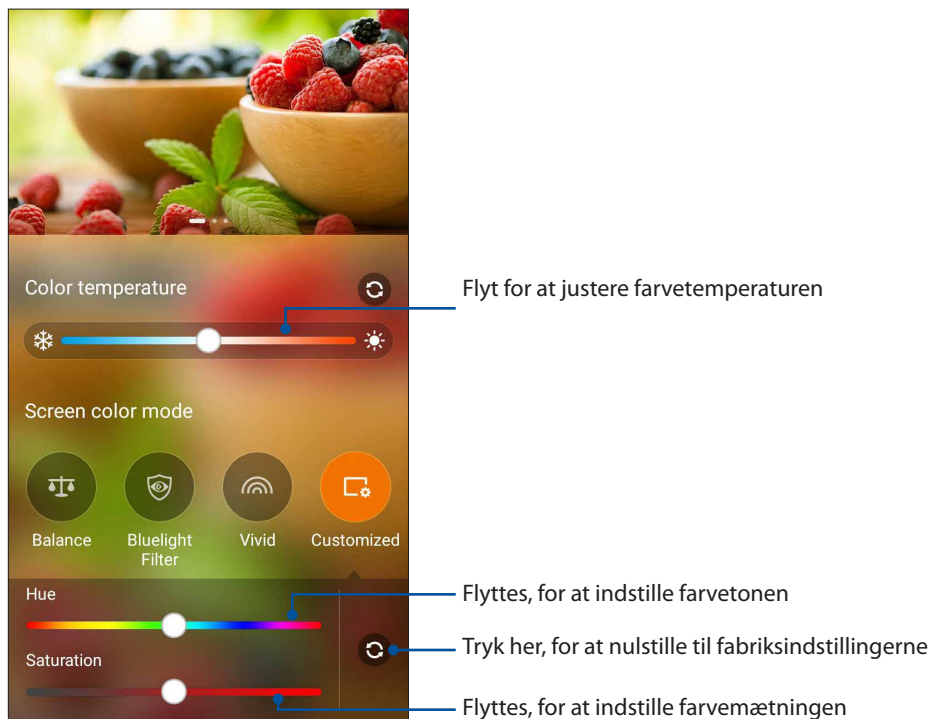 Color temperature
Flyt for at justere farvetemperaturen
Screen color mode
Balance
Bluelight
Filter
Vivid
Customized
Hue
Flyttes, for at indstille farvetonen
Tryk her, for at nulstille til fabriksindstillingerne
Saturation
Flyttes, for at indstille farvemætningen